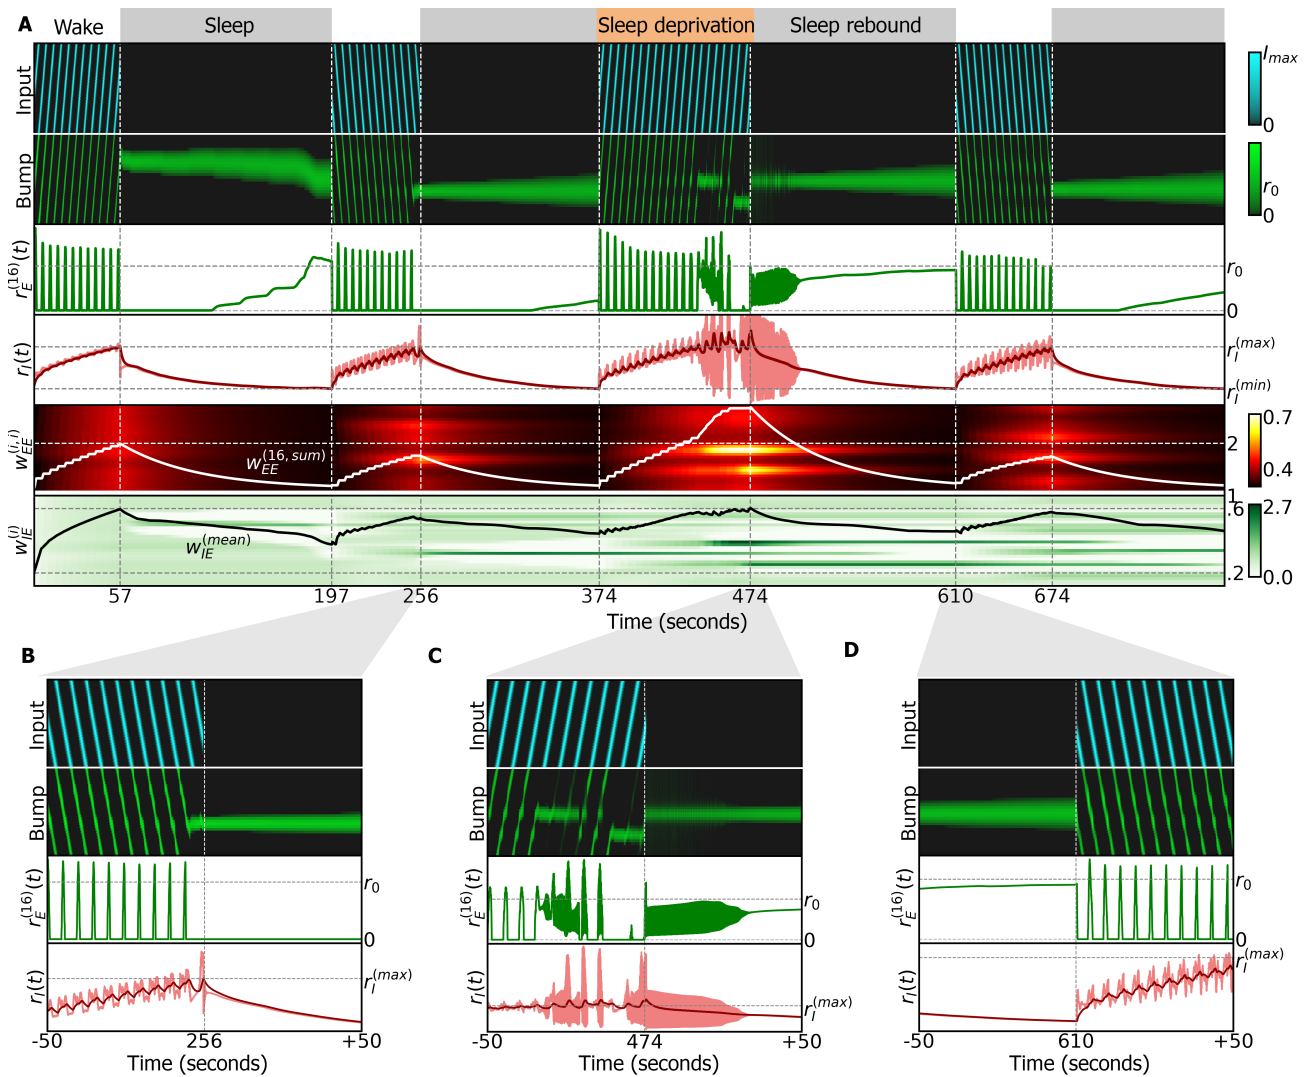 A
Wake
Sleep
Sleep deprivation
Sleep rebound
Input
I_max
0
Bump
r_0
0
r_E^(16)(t)
r_0
0
r_I(t)
r_I^(max)
r_I^(min)
w_EE^(i,i)
w_EE^(16,sum)
2
1
0.7
0.4
w_IE^(i)
w_IE^(mean)
.6
.2
2.7
0.0
57
197
256
374
474
610
674
Time (seconds)
B
Input
Bump
r_E^(16)(t)
r_0
0
r_I(t)
r_I^(max)
-50
256
+50
Time (seconds)
C
Input
Bump
r_E^(16)(t)
r_0
0
r_I(t)
r_I^(max)
-50
474
+50
Time (seconds)
D
Input
Bump
r_E^(16)(t)
r_0
0
r_I(t)
r_I^(max)
-50
610
+50
Time (seconds)